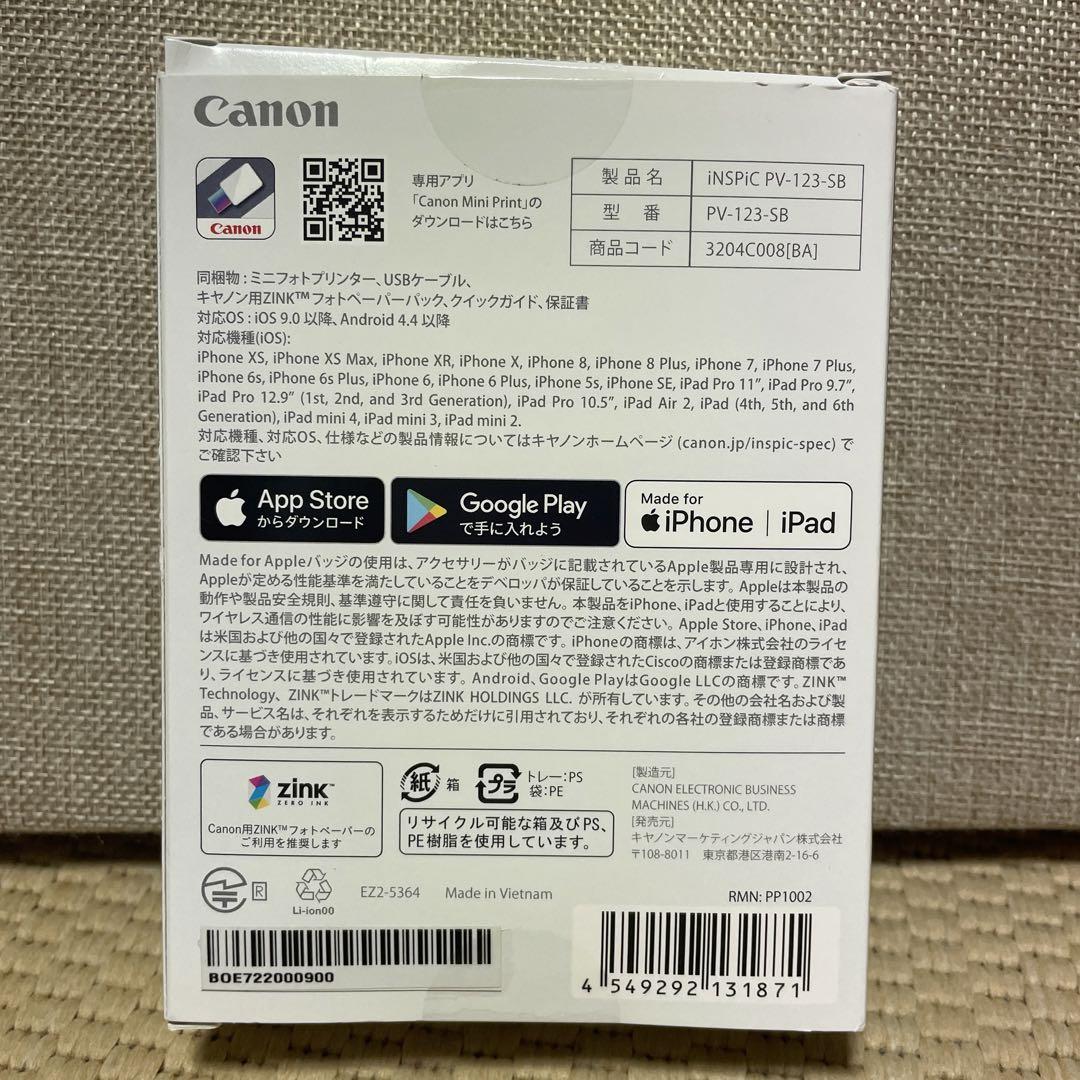 Canon
Canon
専用アプリ
「Canon Mini Print」の
ダウンロードはこちら
製品名 iNSPiC PV-123-SB
型番 PV-123-SB
商品コード 3204C008[BA]
同梱物：ミニフォトプリンター、USBケーブル、
キヤノン用ZINK™フォトペーパーパック、クイックガイド、保証書
対応OS：iOS 9.0 以降、Android 4.4 以降
対応機種(iOS):
iPhone XS, iPhone XS Max, iPhone XR, iPhone X, iPhone 8, iPhone 8 Plus, iPhone 7, iPhone 7 Plus,
iPhone 6s, iPhone 6s Plus, iPhone 6, iPhone 6 Plus, iPhone 5s, iPhone SE, iPad Pro 11”, iPad Pro 9.7”,
iPad Pro 12.9” (1st, 2nd, and 3rd Generation), iPad Pro 10.5”, iPad Air 2, iPad (4th, 5th, and 6th
Generation), iPad mini 4, iPad mini 3, iPad mini 2.
対応機種、対応OS、仕様などの製品情報についてはキヤノンホームページ (canon.jp/inspic-spec) で
ご確認下さい
App Store
からダウンロード
Google Play
で手に入れよう
Made for
iPhone | iPad
Made for Appleバッジの使用は、アクセサリーがバッジに記載されているApple製品専用に設計され、
Appleが定める性能基準を満たしていることをデベロッパが保証していることを示します。Appleは本製品の
動作や製品安全規則、基準遵守に関して責任を負いません。本製品をiPhone、iPadと使用することにより、
ワイヤレス通信の性能に影響を及ぼす可能性がありますのでご注意ください。Apple Store、iPhone、iPad
は米国および他の国々で登録されたApple Inc.の商標です。iPhoneの商標は、アイホン株式会社のライセ
ンスに基づき使用されています。iOSは、米国および他の国々で登録されたCiscoの商標または登録商標であ
り、ライセンスに基づき使用されています。Android、Google PlayはGoogle LLCの商標です。ZINK™
Technology、ZINK™トレードマークはZINK HOLDINGS LLC. が所有しています。その他の会社名および製
品、サービス名は、それぞれを表示するためだけに引用されており、それぞれの各社の登録商標または商標
である場合があります。
zink™
ZERO INK
Canon用ZINK™フォトペーパーの
ご利用を推奨します
紙 箱
プラ トレー：PS
袋：PE
リサイクル可能な箱及びPS、
PE樹脂を使用しています。
[製造元]
CANON ELECTRONIC BUSINESS
MACHINES (H.K.) CO., LTD.
[発売元]
キヤノンマーケティングジャパン株式会社
〒108-8011 東京都港区港南2-16-6
R
Li-ion00
EZ2-5364 Made in Vietnam
RMN: PP1002
BOE722000900
4 549292 131871